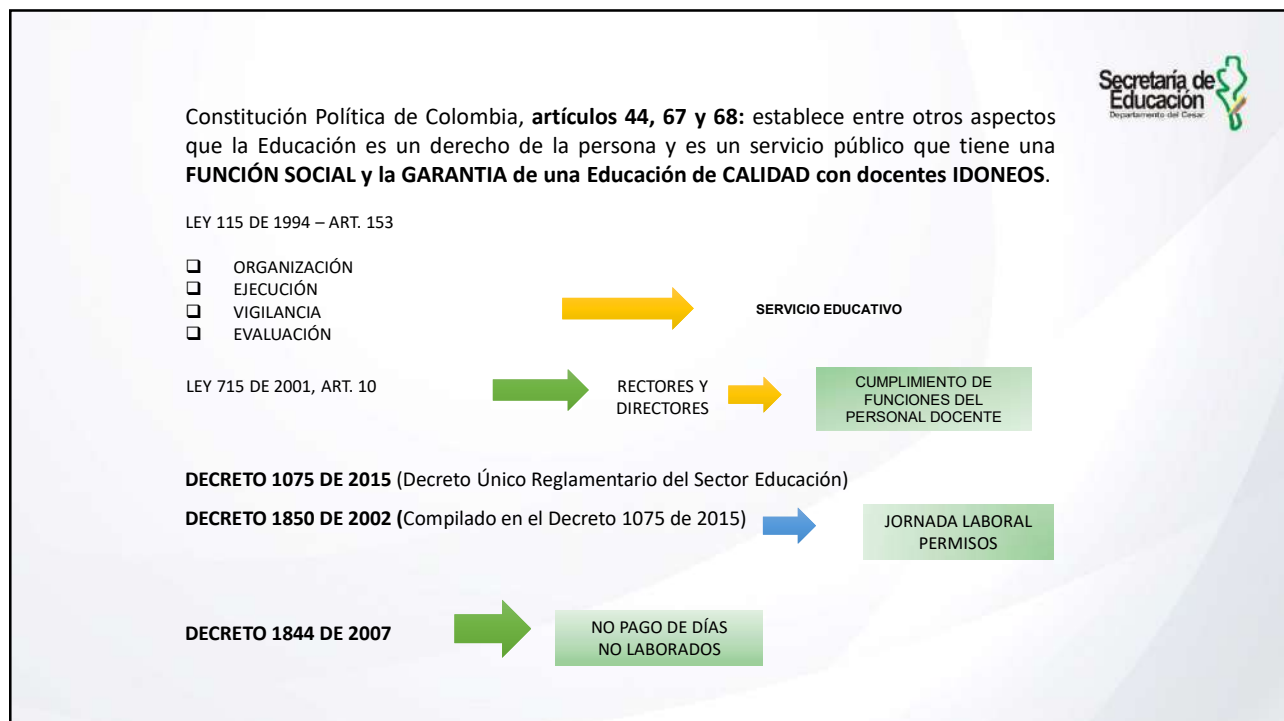 Secretaría de
Educación
Departamento del Cesar
Constitución Política de Colombia, artículos 44, 67 y 68: establece entre otros aspectos
que la Educación es un derecho de la persona y es un servicio público que tiene una
FUNCIÓN SOCIAL y la GARANTIA de una Educación de CALIDAD con docentes IDONEOS.
LEY 115 DE 1994 – ART. 153
❑ ORGANIZACIÓN
❑ EJECUCIÓN
❑ VIGILANCIA
❑ EVALUACIÓN
SERVICIO EDUCATIVO
LEY 715 DE 2001, ART. 10
RECTORES Y
DIRECTORES
CUMPLIMIENTO DE
FUNCIONES DEL
PERSONAL DOCENTE
DECRETO 1075 DE 2015 (Decreto Único Reglamentario del Sector Educación)
DECRETO 1850 DE 2002 (Compilado en el Decreto 1075 de 2015)
JORNADA LABORAL
PERMISOS
DECRETO 1844 DE 2007
NO PAGO DE DÍAS
NO LABORADOS